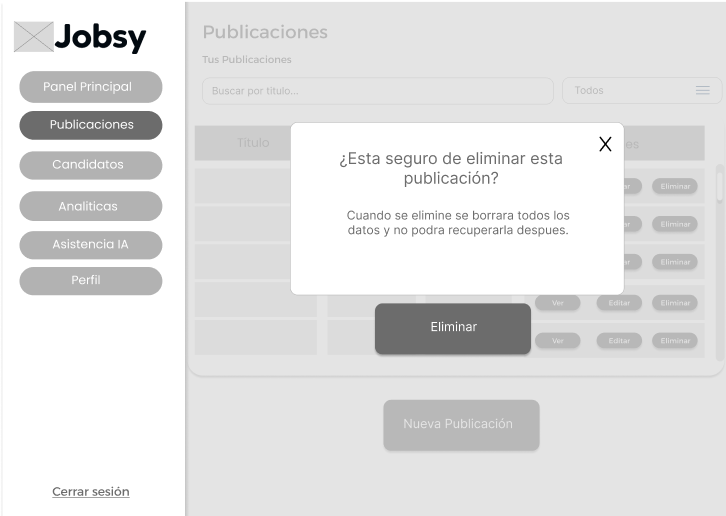 Jobsy
Panel Principal
Publicaciones
Candidatos
Analiticas
Asistencia IA
Perfil
Cerrar sesión
Publicaciones
Tus Publicaciones
Buscar por titulo...
Todos
Titulo
es
X
¿Esta seguro de eliminar esta
publicación?
Cuando se elimine se borrara todos los
datos y no podra recuperarla despues.
Eliminar
ar Eliminar
ar Eliminar
ar Eliminar
Ver Editar Eliminar
Ver Editar Eliminar
Nueva Publicación